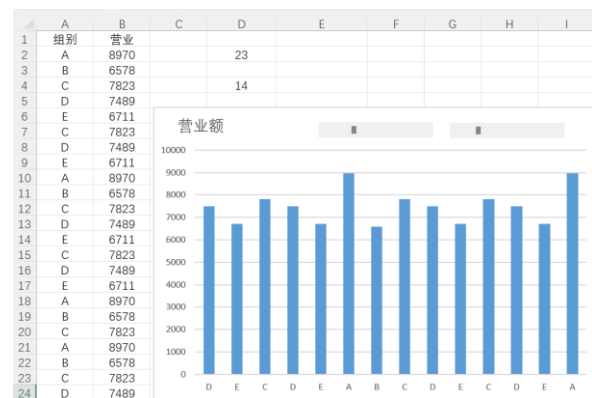 A B C D E F G H I
1 组别 营业
2 A 8970 23
3 B 6578
4 C 7823 14
5 D 7489
6 E 6711
7 C 7823
8 D 7489
9 E 6711
10 A 8970
11 B 6578
12 C 7823
13 D 7489
14 E 6711
15 C 7823
16 D 7489
17 E 6711
18 A 8970
19 B 6578
20 C 7823
21 A 8970
22 B 6578
23 C 7823
24 D 7489
营业额
10000
9000
8000
7000
6000
5000
4000
3000
2000
1000
0
D E C D E A B C D E C D E A